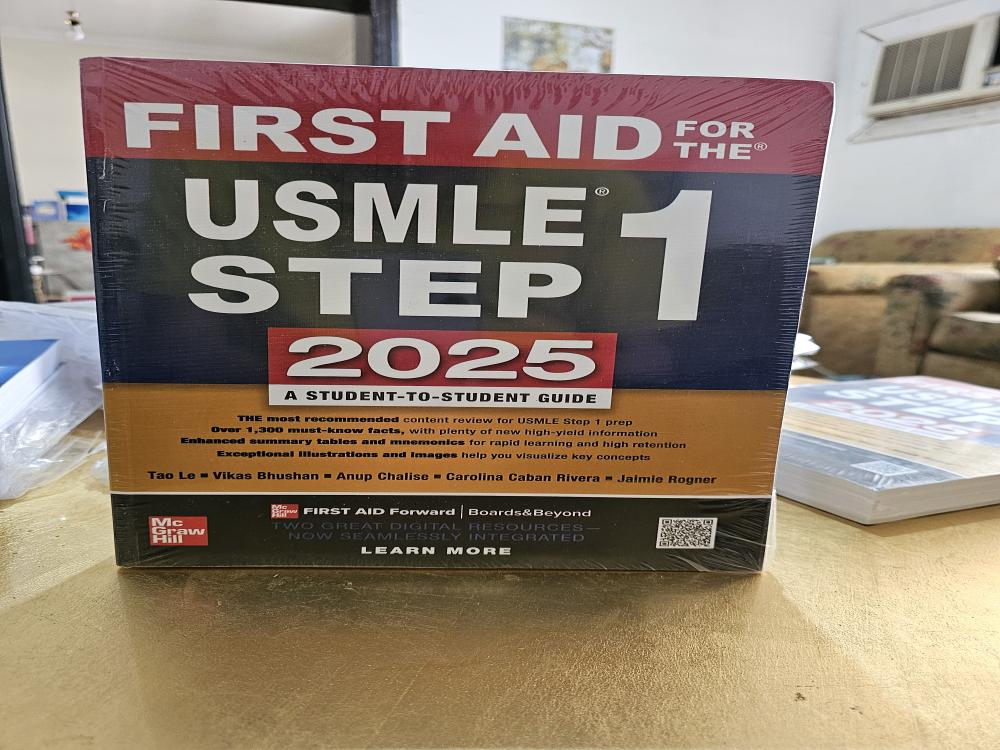 FIRST AID FOR THE®
USMLE® STEP 1
2025
A STUDENT-TO-STUDENT GUIDE
THE most recommended content review for USMLE Step 1 prep
Over 1,300 must-know facts, with plenty of new high-yield information
Enhanced summary tables and mnemonics for rapid learning and high retention
Exceptional illustrations and images help you visualize key concepts
Tao Le ▪ Vikas Bhushan ▪ Anup Chalise ▪ Carolina Caban Rivera ▪ Jaimie Rogner
Mc Graw Hill
Mc Graw Hill FIRST AID Forward | Boards&Beyond
TWO GREAT DIGITAL RESOURCES—
NOW SEAMLESSLY INTEGRATED
LEARN MORE